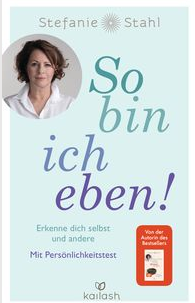 Stefanie Stahl
So
bin
ich
eben!
Erkenne dich selbst
und andere
Mit Persönlichkeitstest
Von der
Autorin des
Bestsellers
kailash